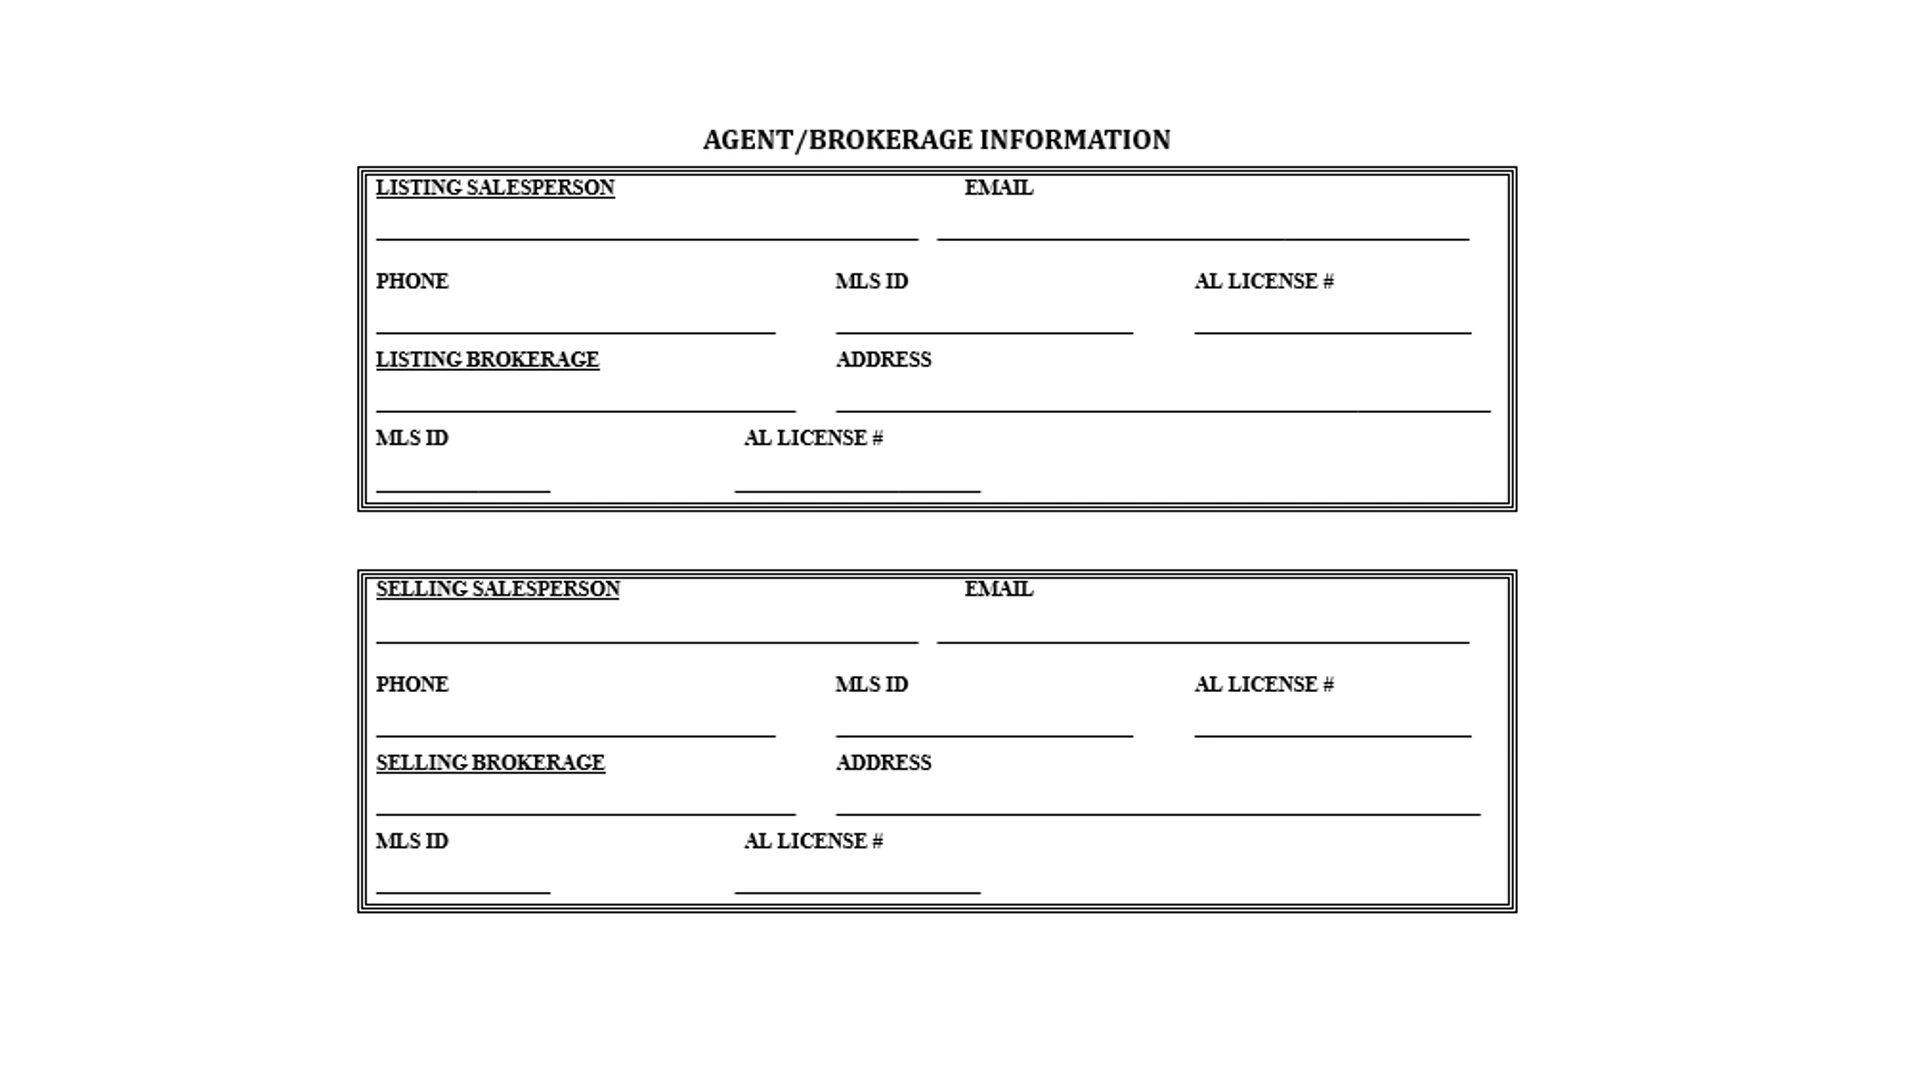 AGENT/BROKERAGE INFORMATION
LISTING SALESPERSON EMAIL
PHONE MLS ID AL LICENSE #
LISTING BROKERAGE ADDRESS
MLS ID AL LICENSE #
SELLING SALESPERSON EMAIL
PHONE MLS ID AL LICENSE #
SELLING BROKERAGE ADDRESS
MLS ID AL LICENSE #